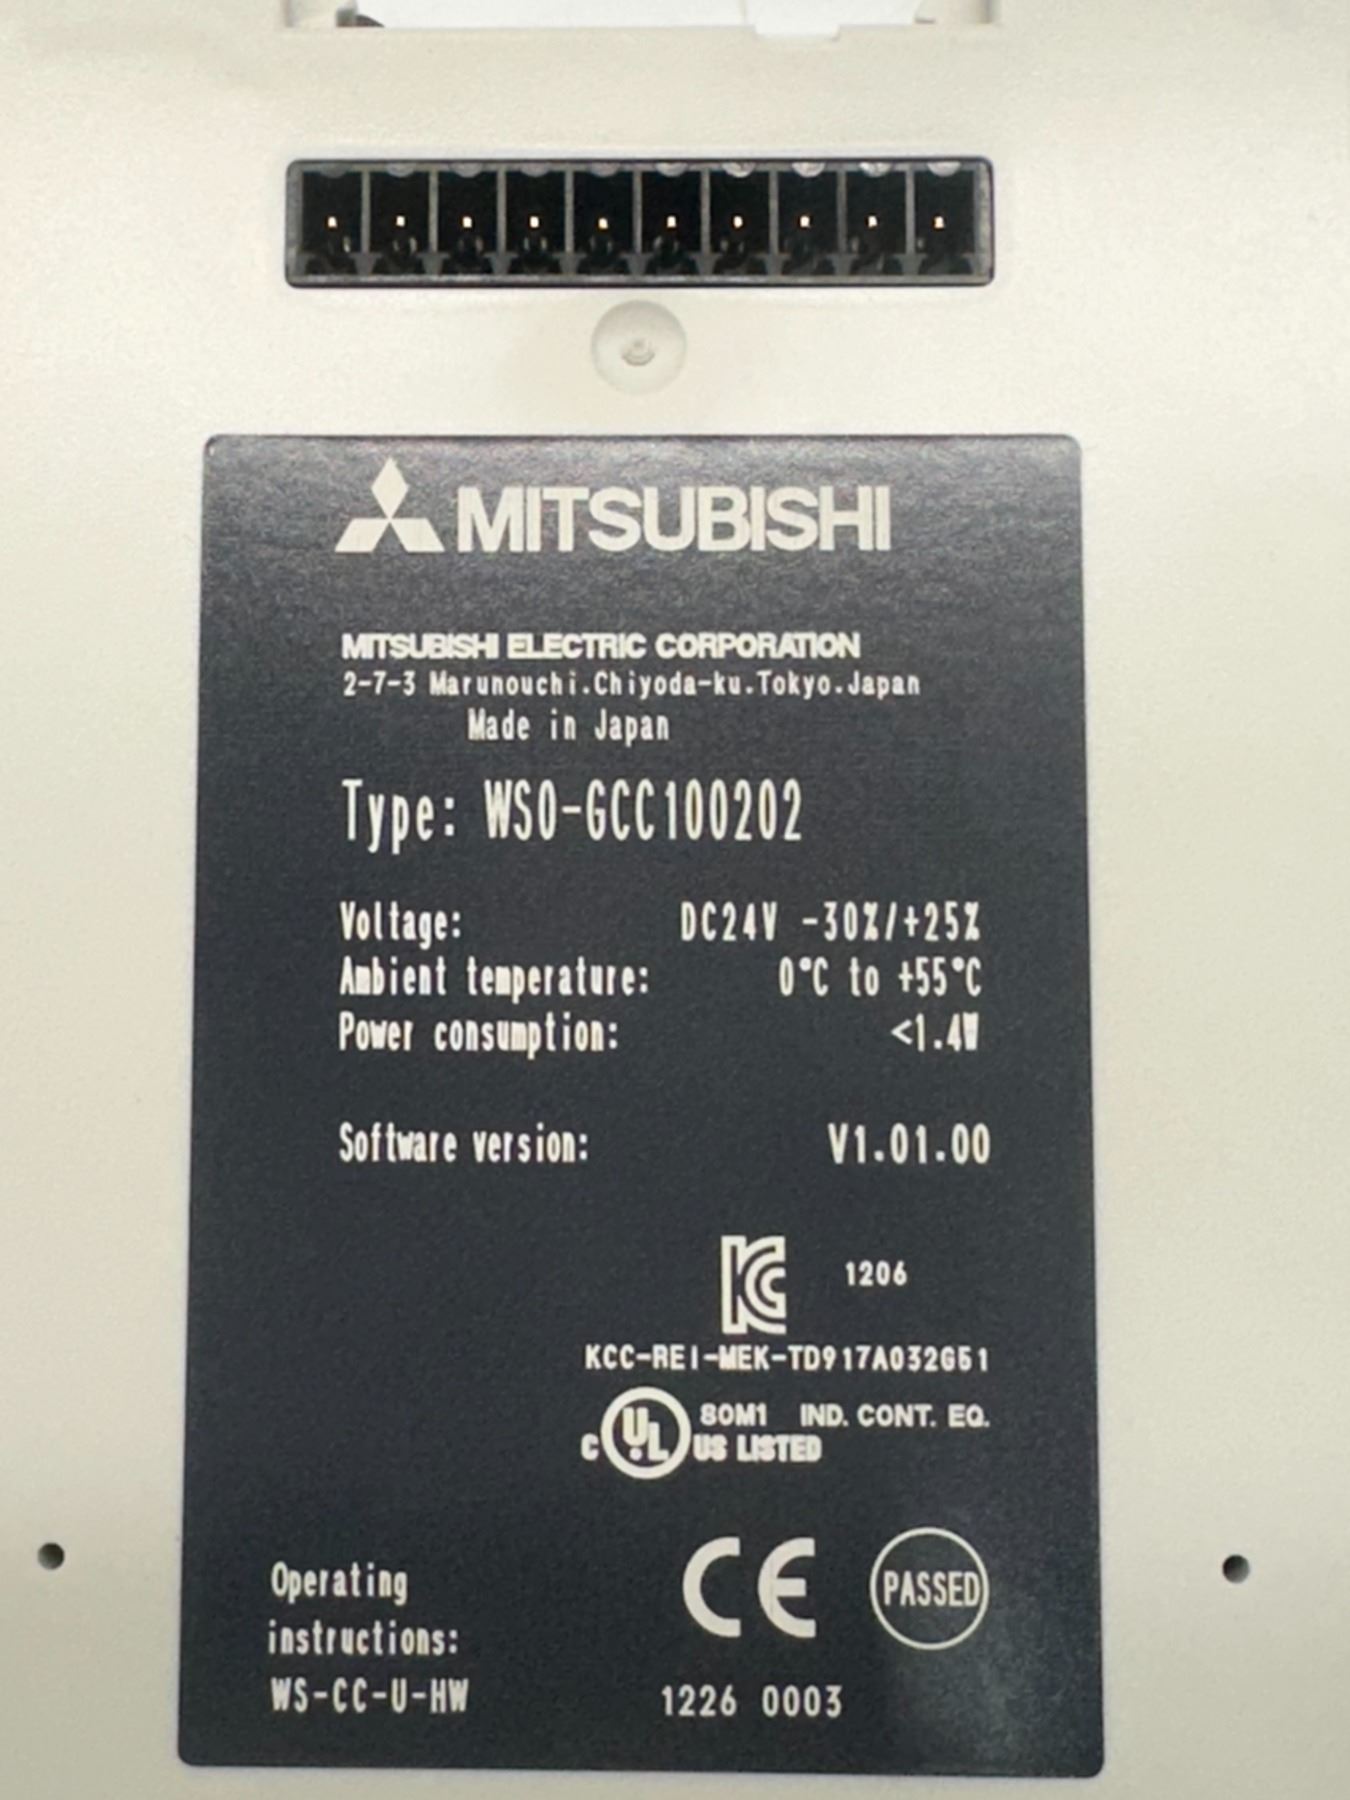 MITSUBISHI
MITSUBISHI ELECTRIC CORPORATION
2-7-3 Marunouchi.Chiyoda-ku.Tokyo.Japan
Made in Japan
Type: WS0-GCC100202
Voltage: DC24V -30%/+25%
Ambient temperature: 0°C to +55°C
Power consumption: <1.4W
Software version: V1.01.00
KC 1206
KCC-REI-MEK-TD917A032G51
80M1 IND. CONT. EQ.
C UL US LISTED
CE PASSED
Operating
instructions:
WS-CC-U-HW 1226 0003